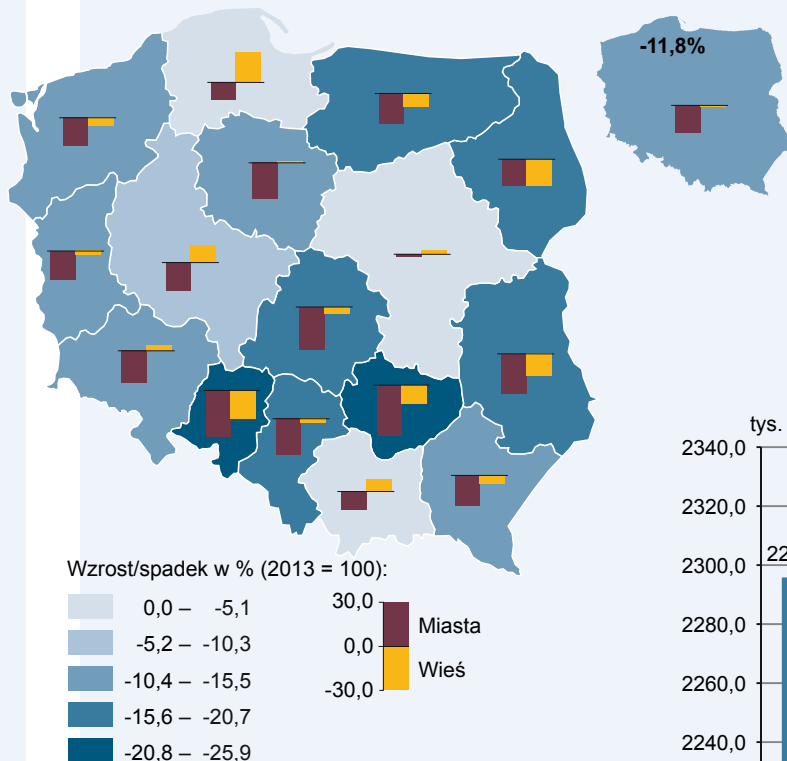 -11,8%
Wzrost/spadek w % (2013 = 100):
0,0 – -5,1
-5,2 – -10,3
-10,4 – -15,5
-15,6 – -20,7
-20,8 – -25,9
30,0
0,0
-30,0
Miasta
Wieś
tys.
2340,0
2320,0
2300,0
2280,0
2260,0
2240,0
22